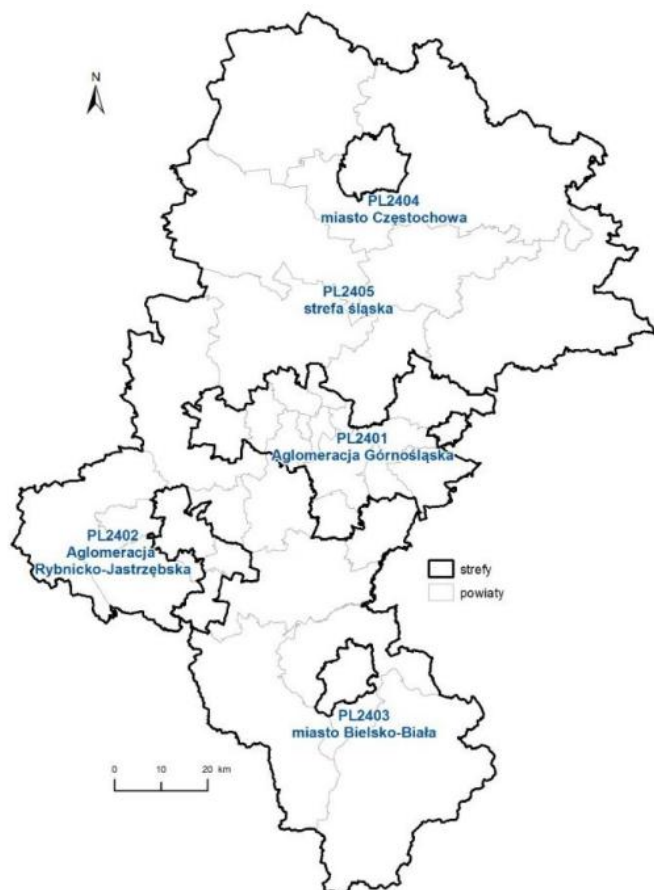 N
PL2404
miasto Częstochowa
PL2405
strefa śląska
PL2401
Aglomeracja Górnośląska
PL2402
Aglomeracja
Rybnicko-Jastrzębska
strefy
powiaty
PL2403
miasto Bielsko-Biała
0 10 20 km